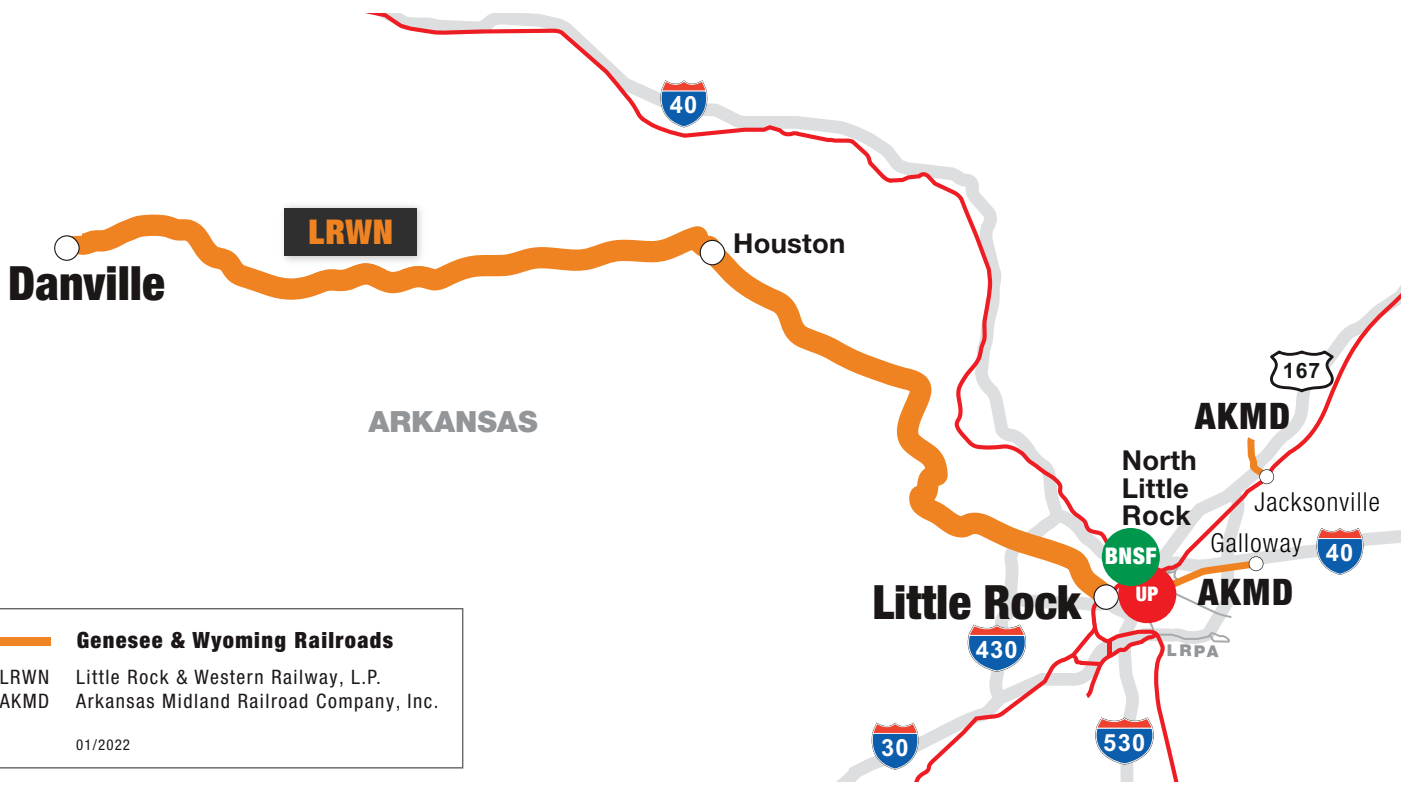 40
LRWN
Houston
Danville
167
ARKANSAS
AKMD
North
Little
Rock
Jacksonville
Galloway
BNSF
40
UP
AKMD
Little Rock
430
LRPA
Genesee & Wyoming Railroads
LRWN Little Rock & Western Railway, L.P.
AKMD Arkansas Midland Railroad Company, Inc.
01/2022
30
530